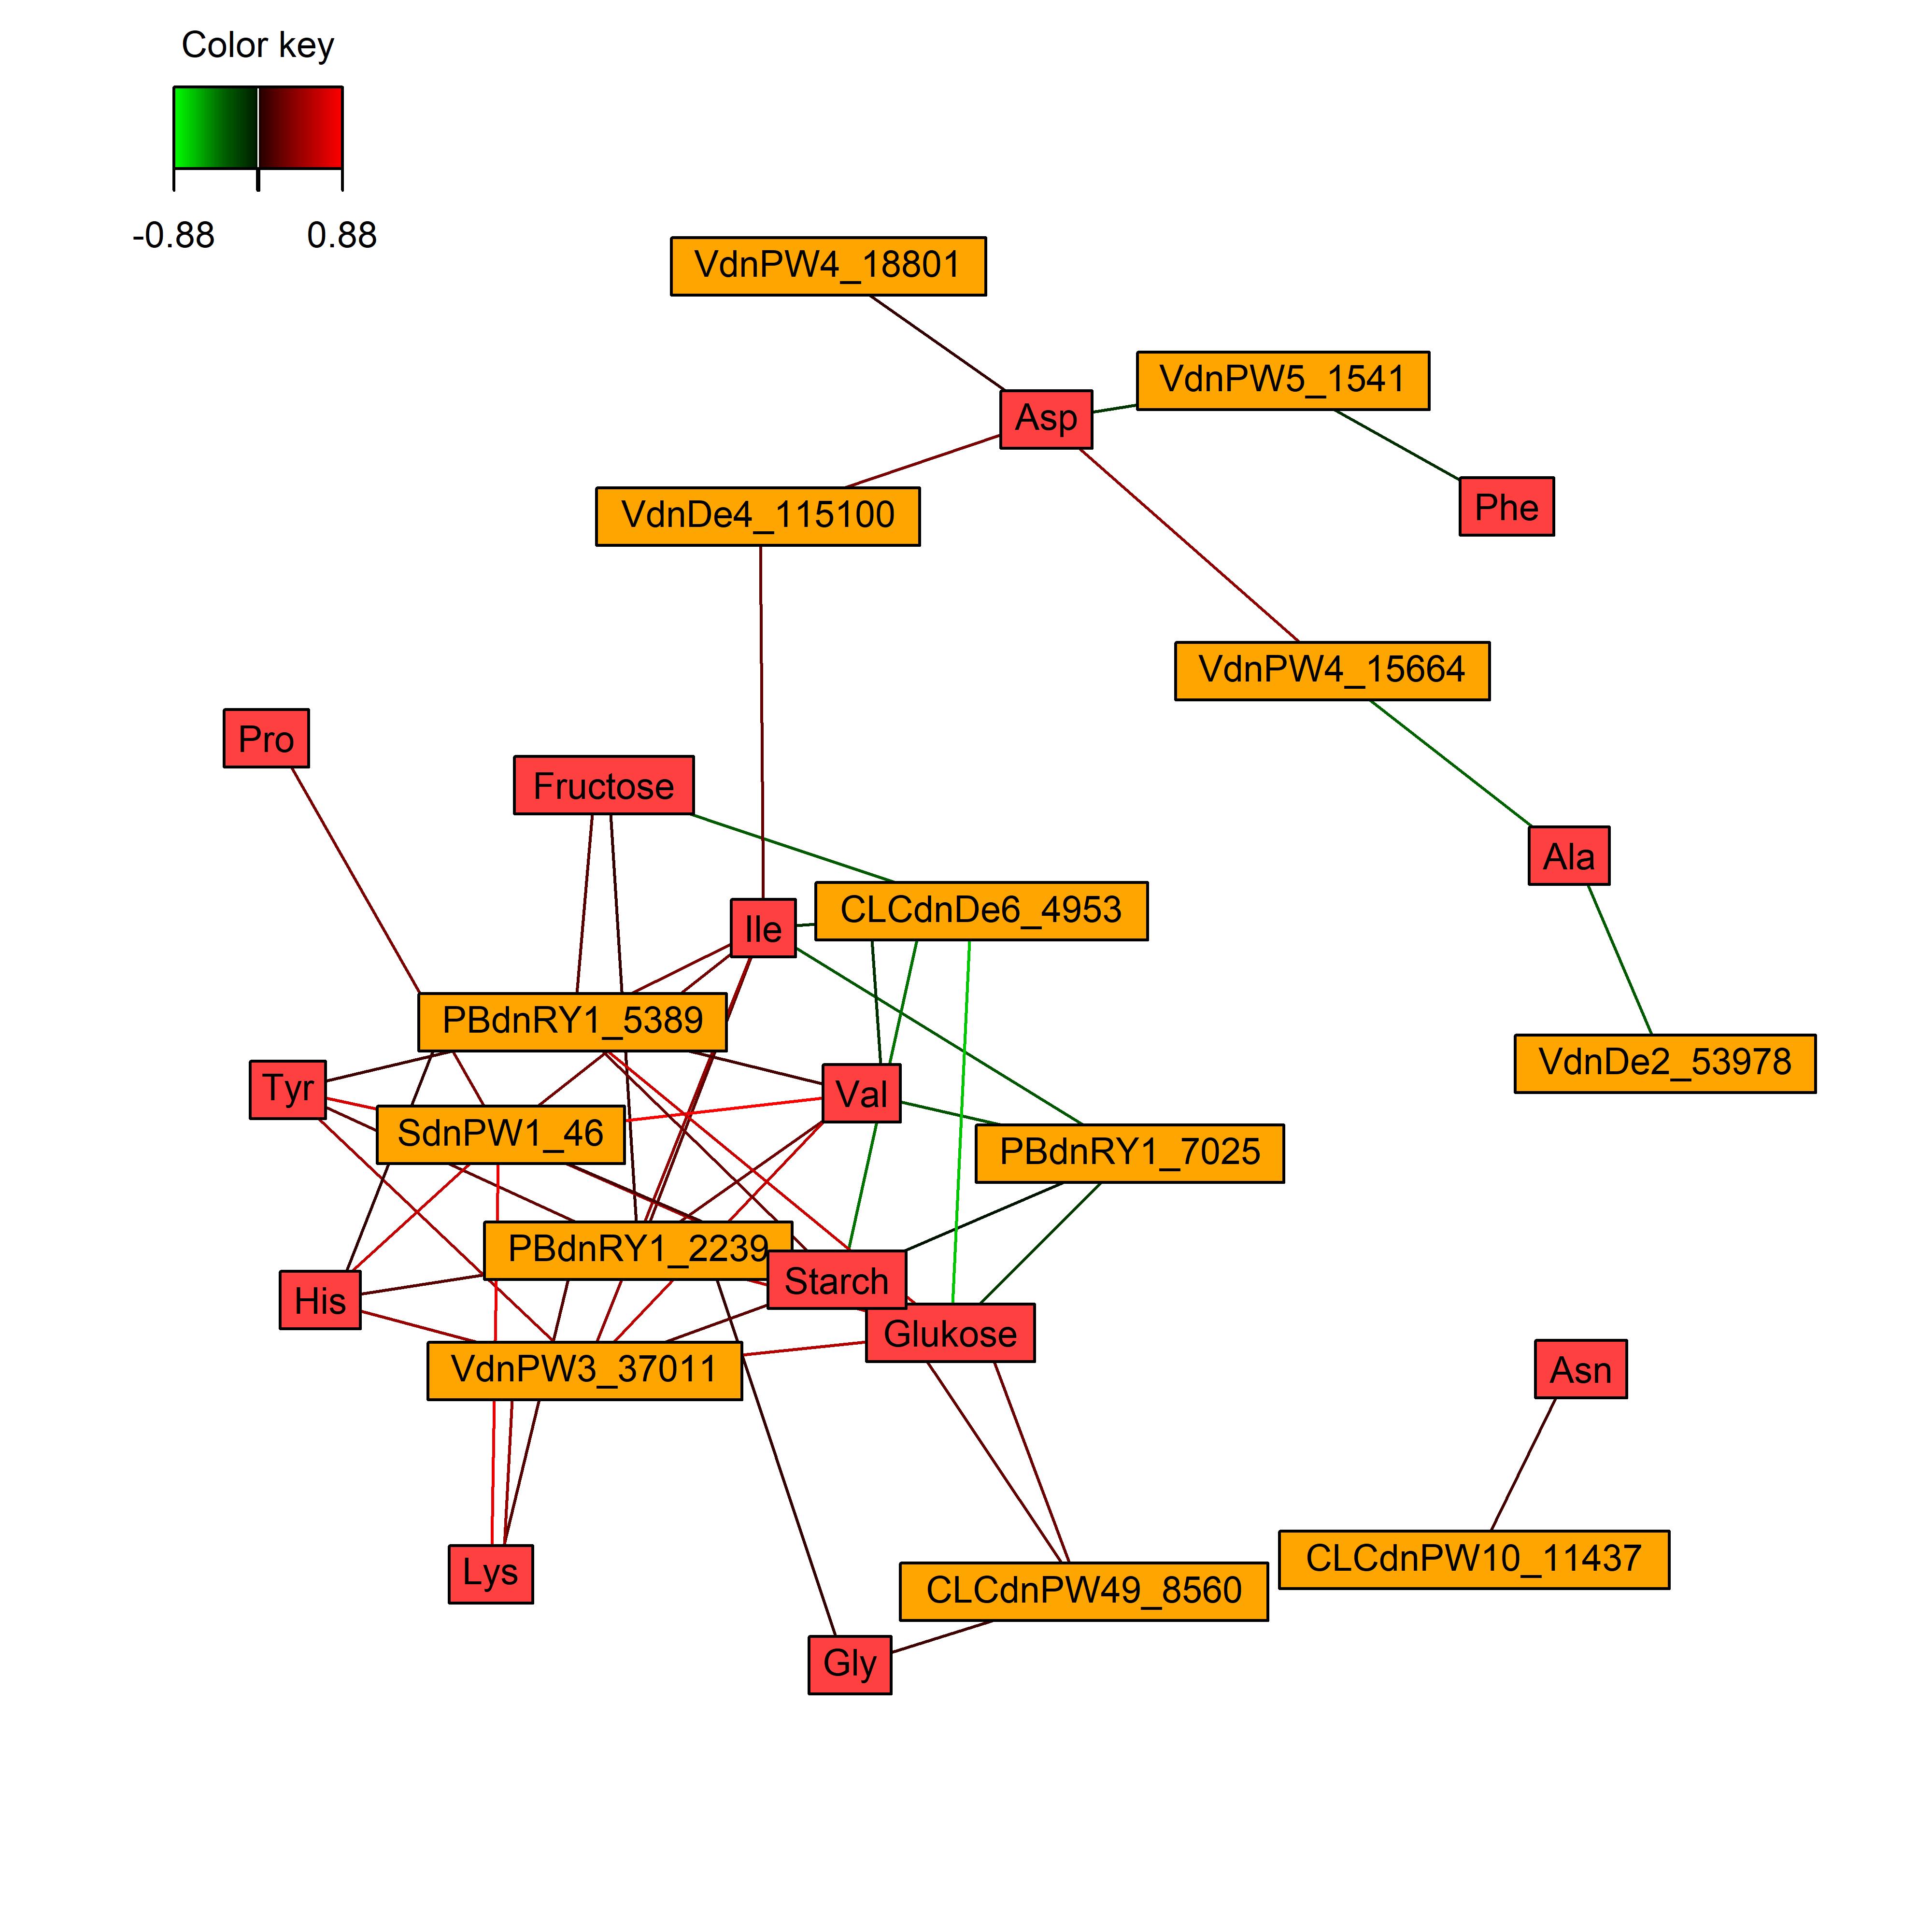 Color key
-0.88 0.88
VdnPW4_18801
VdnPW5_1541
Asp
Phe
VdnDe4_115100
VdnPW4_15664
Pro
Fructose
Ala
CLCdnDe6_4953
Ile
PBdnRY1_5389
VdnDe2_53978
Tyr
Val
SdnPW1_46
PBdnRY1_7025
PBdnRY1_2239
Starch
His
Glukose
VdnPW3_37011
Asn
CLCdnPW10_11437
Lys
CLCdnPW49_8560
Gly